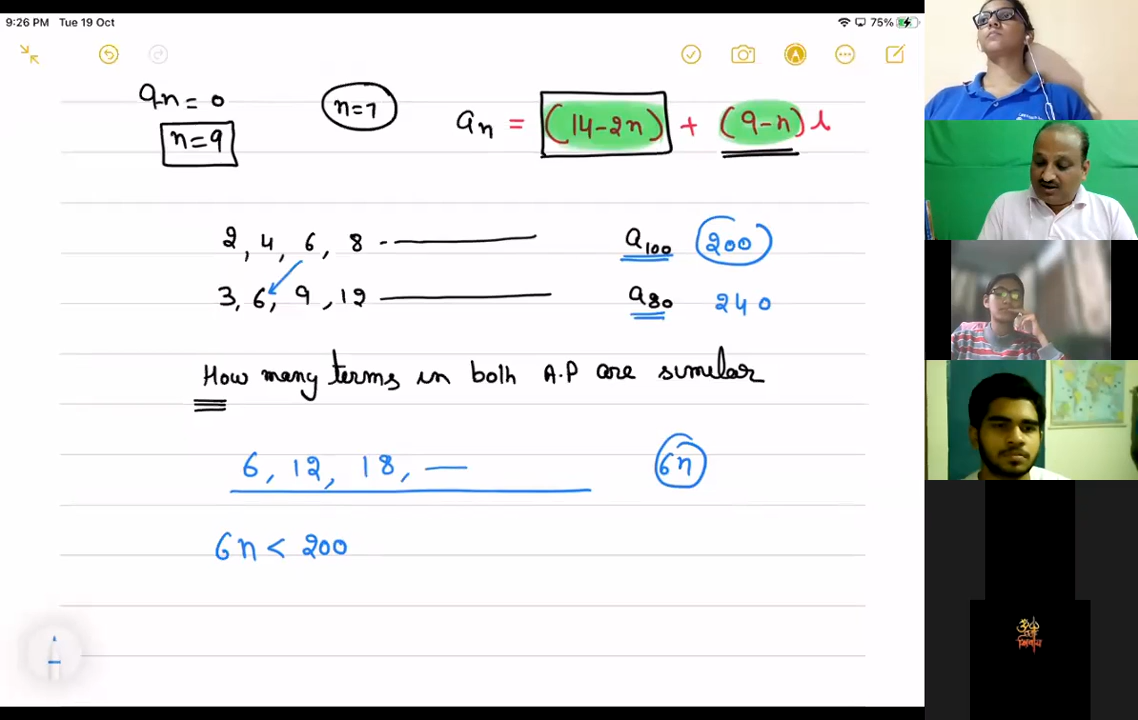 9:26 PM Tue 19 Oct
75%
an = 0
n=9
n=7
an = (14-2n) + (9-n) i
2, 4, 6, 8
a100 200
3, 6, 9, 12
a80 240
How many terms in both A.P are similar
6, 12, 18, —
6n
6n < 200